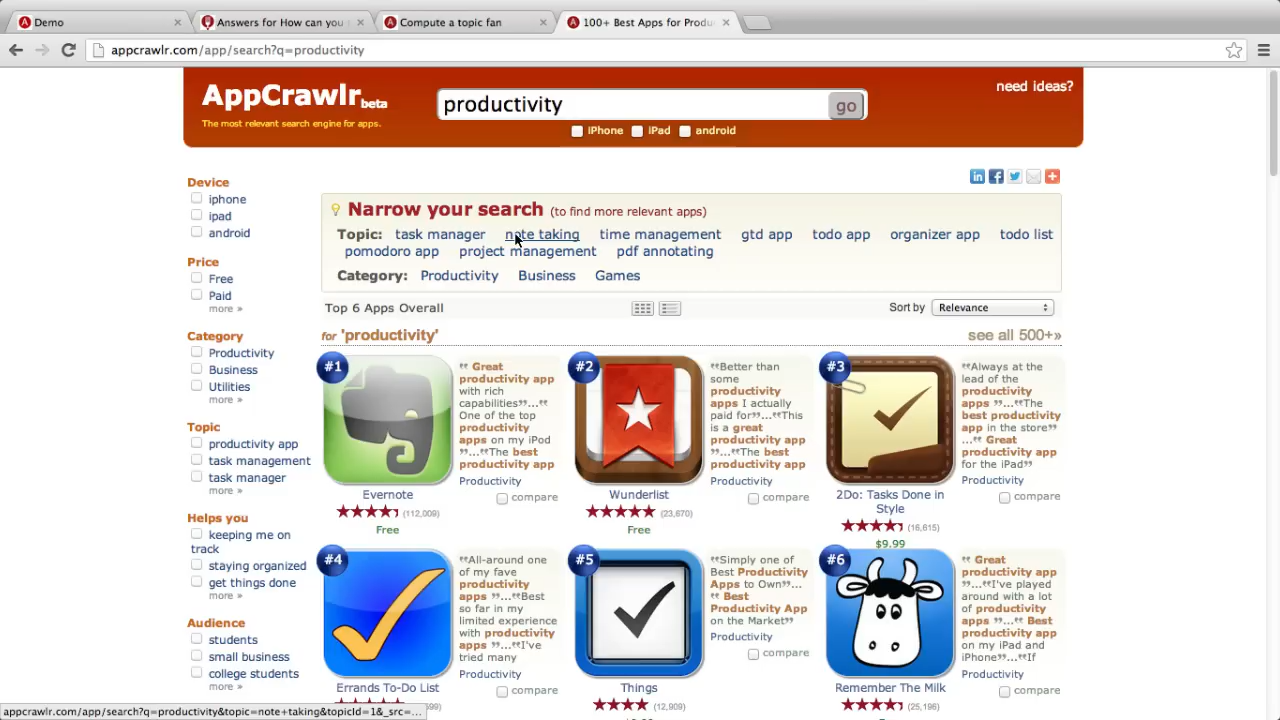 Demo
Answers for How can you s
Compute a topic fan
100+ Best Apps for Produc
appcrawlr.com/app/search?q=productivity
AppCrawlr beta
The most relevant search engine for apps.
productivity
go
need ideas?
iPhone iPad android
Device
iphone
ipad
android
Price
Free
Paid
more »
Category
Productivity
Business
Utilities
more »
Topic
productivity app
task management
task manager
more »
Helps you
keeping me on
track
staying organized
get things done
more »
Audience
students
small business
college students
more »
Narrow your search (to find more relevant apps)
Topic: task manager note taking time management gtd app todo app organizer app todo list
pomodoro app project management pdf annotating
Category: Productivity Business Games
Top 6 Apps Overall
Sort by Relevance
for 'productivity'
see all 500+»
#1
" Great
productivity app
with rich
capabilities"..."
One of the top
productivity
apps on my iPod
"..."The best
productivity app
Productivity
compare
Evernote
(112,009)
Free
#2
"Better than
some
productivity
apps I actually
paid for"..."This
is a great
productivity app
"..."The best
productivity app
Productivity
compare
Wunderlist
(23,670)
Free
#3
"Always at the
lead of the
productivity
apps "..."The
best productivity
app in the store"
..." Great
productivity app
for the iPad"
Productivity
compare
2Do: Tasks Done in
Style
(16,615)
$9.99
#4
"All-around one
of my fave
productivity
apps "..."Best
so far in my
limited experience
with productivity
apps "..."I've
tried many
Productivity
compare
Errands To-Do List
#5
"Simply one of
Best Productivity
Apps to Own"...
" Best
Productivity App
on the Market"
Productivity
compare
Things
(12,909)
#6
" Great
productivity app
"..."I've played
around with a lot
of productivity
apps "..." Best
productivity app
on my iPad and
iPhone"..."If
Productivity
compare
Remember The Milk
(25,196)
appcrawlr.com/app/search?q=productivity&topic=note+taking&topicId=1&_src=...